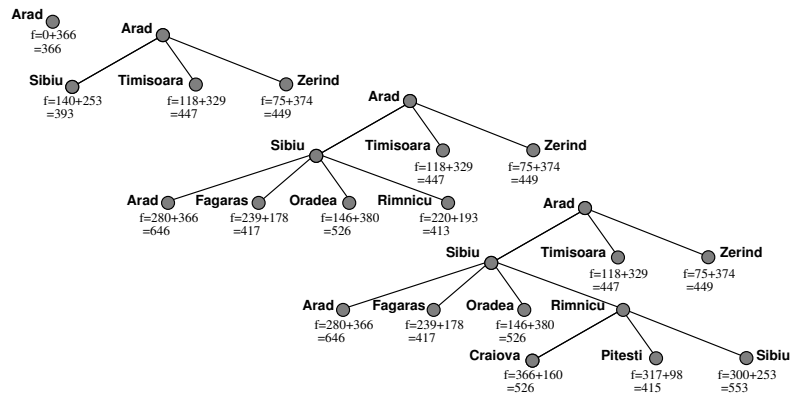 Arad
f=0+366
=366
Arad
Sibiu
f=140+253
=393
Timisoara
f=118+329
=447
Zerind
f=75+374
=449
Arad
Sibiu
Timisoara
f=118+329
=447
Zerind
f=75+374
=449
Arad
f=280+366
=646
Fagaras
f=239+178
=417
Oradea
f=146+380
=526
Rimnicu
f=220+193
=413
Arad
Sibiu
Timisoara
f=118+329
=447
Zerind
f=75+374
=449
Arad
f=280+366
=646
Fagaras
f=239+178
=417
Oradea
f=146+380
=526
Rimnicu
Craiova
f=366+160
=526
Pitesti
f=317+98
=415
Sibiu
f=300+253
=553